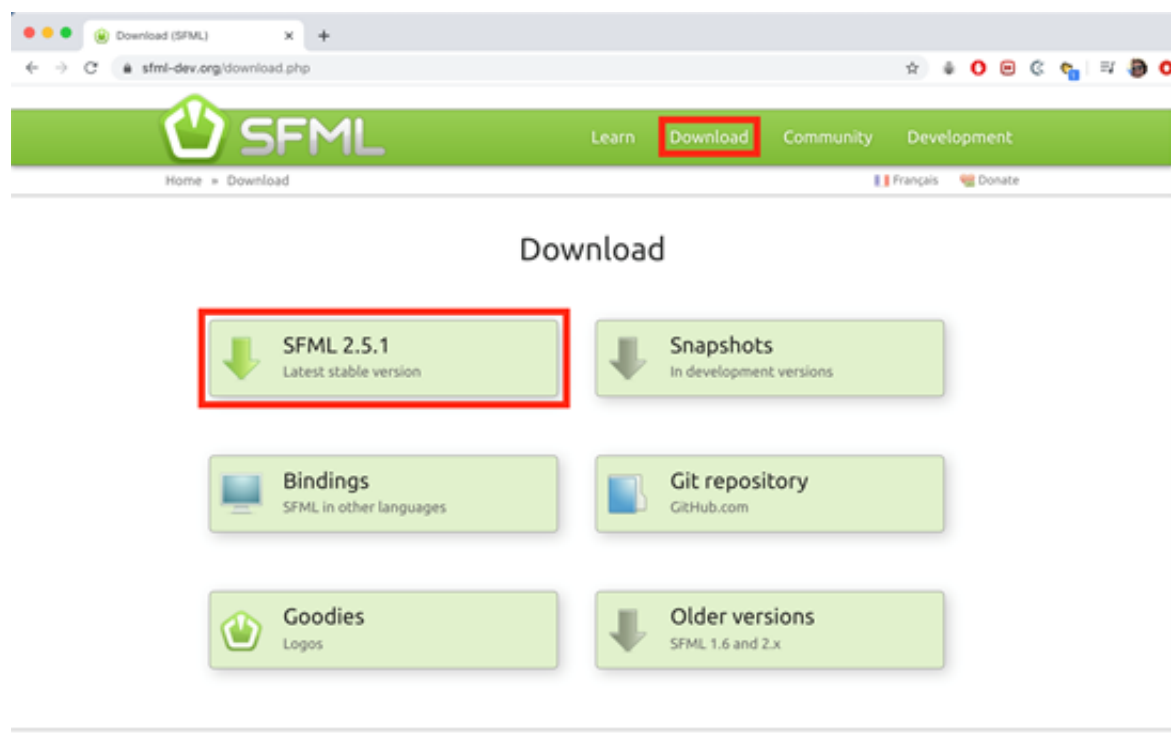 Download (SFML)
sfml-dev.org/download.php
SFML
Learn Download Community Development
Home » Download
Français Donate
Download
SFML 2.5.1
Latest stable version
Snapshots
In development versions
Bindings
SFML in other languages
Git repository
GitHub.com
Goodies
Logos
Older versions
SFML 1.6 and 2.x